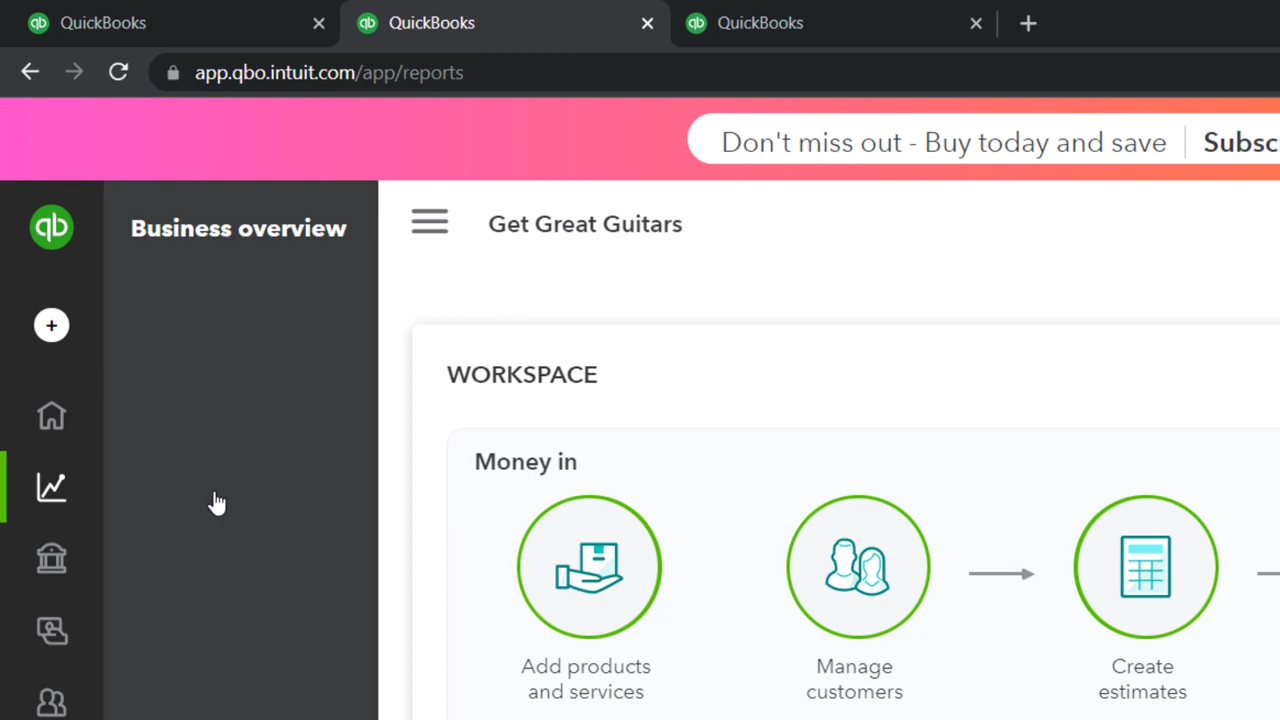 QuickBooks
QuickBooks
QuickBooks
app.qbo.intuit.com/app/reports
Don't miss out - Buy today and save
qb
Business overview
Get Great Guitars
WORKSPACE
Money in
Add products
and services
Manage
customers
Create
estimates